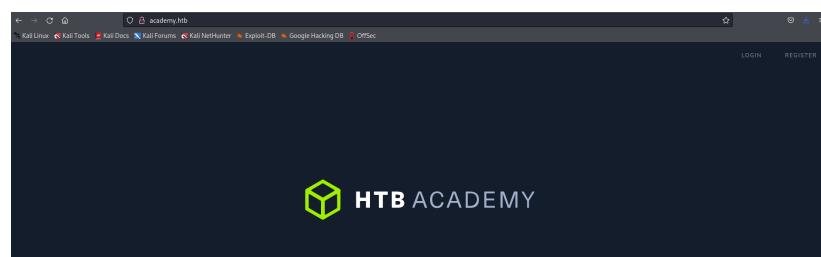 academy.htb
Kali Linux Kali Tools Kali Docs Kali Forums Kali NetHunter Exploit-DB Google Hacking DB OffSec
LOGIN REGISTER
HTB ACADEMY